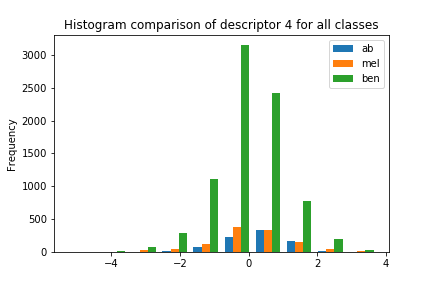 Histogram comparison of descriptor 4 for all classes
ab
mel
ben
Frequency
3000
2500
2000
1500
1000
500
0
−4 −2 0 2 4